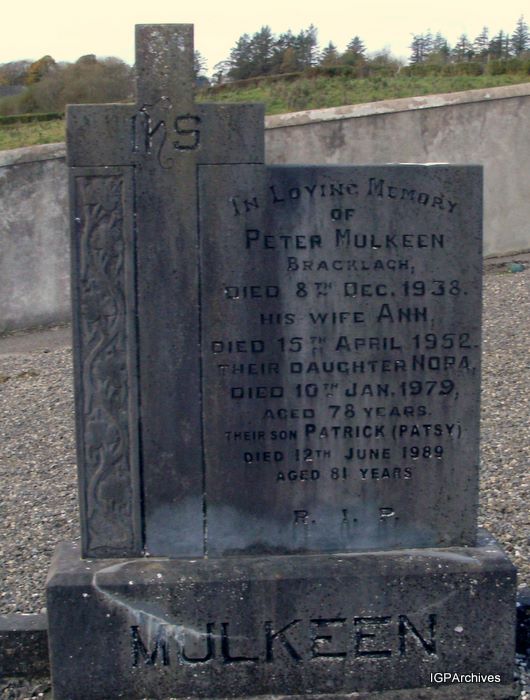 IHS
In Loving Memory
OF
Peter Mulkeen
Bracklagh,
DIED 8TH DEC. 1938.
HIS WIFE ANN,
DIED 15TH APRIL 1952.
THEIR DAUGHTER NORA,
DIED 10TH JAN. 1979,
AGED 78 YEARS.
THEIR SON PATRICK (PATSY)
DIED 12TH JUNE 1989
AGED 81 YEARS
R. I. P.
MULKEEN
IGPArchives